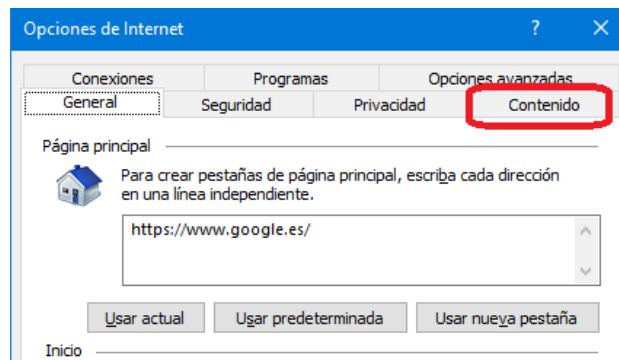 Opciones de Internet ? ×
Conexiones Programas Opciones avanzadas
General Seguridad Privacidad Contenido
Página principal
Para crear pestañas de página principal, escriba cada dirección
en una línea independiente.
https://www.google.es/
Usar actual Usar predeterminada Usar nueva pestaña
Inicio